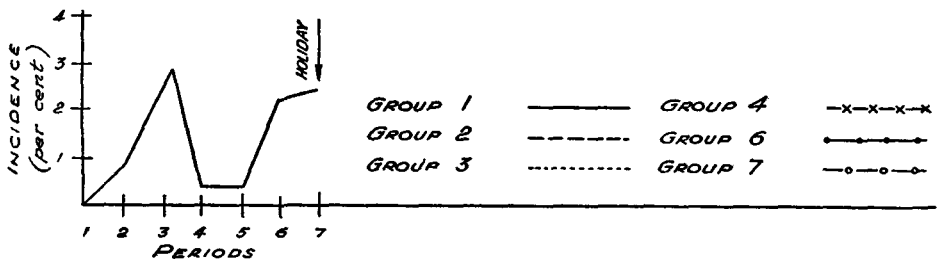 4
3
2
1
INCIDENCE
(per cent)
HOLIDAY
GROUP 1
GROUP 2
GROUP 3
GROUP 4
GROUP 6
GROUP 7
1 2 3 4 5 6 7
PERIODS